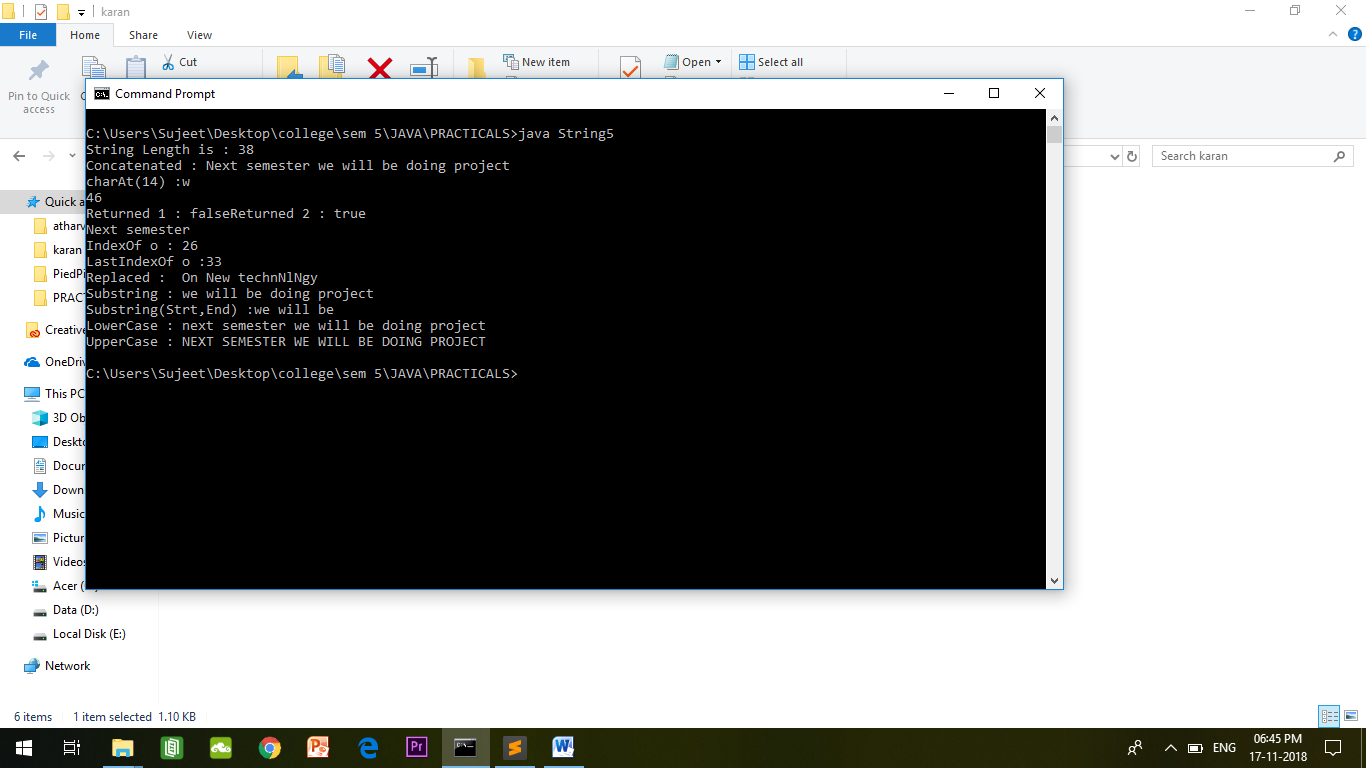 karan
File Home Share View
Cut
New item
Open
Select all
Pin to Quick
access
Command Prompt
C:\Users\Sujeet\Desktop\college\sem 5\JAVA\PRACTICALS>java String5
String Length is : 38
Concatenated : Next semester we will be doing project
charAt(14) :w
46
Returned 1 : falseReturned 2 : true
Next semester
IndexOf o : 26
LastIndexOf o :33
Replaced :  On New technNlNgy
Substring : we will be doing project
Substring(Strt,End) :we will be
LowerCase : next semester we will be doing project
UpperCase : NEXT SEMESTER WE WILL BE DOING PROJECT
C:\Users\Sujeet\Desktop\college\sem 5\JAVA\PRACTICALS>
Search karan
Quick a
atharv
karan
PiedP
PRAC
Creative
OneDriv
This PC
3D Ob
Deskto
Docu
Down
Music
Pictur
Videos
Acer (
Data (D:)
Local Disk (E:)
Network
6 items 1 item selected 1.10 KB
ENG
06:45 PM
17-11-2018